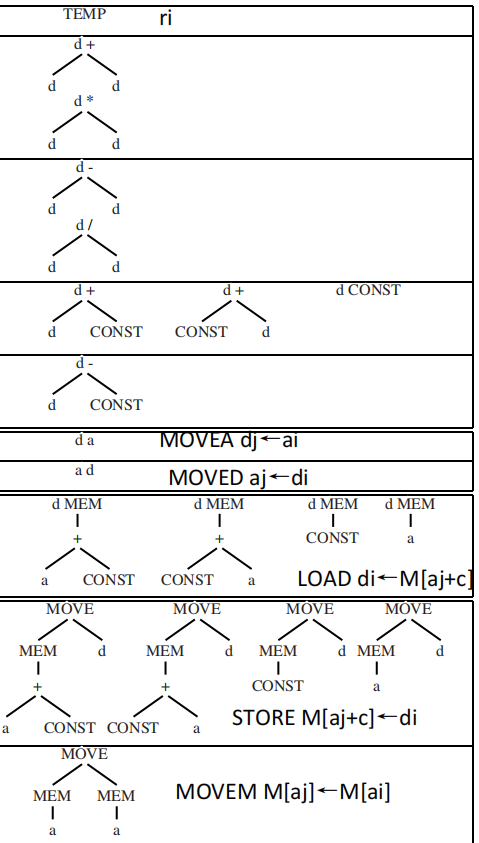 TEMP ri
d +
d d
d *
d d
d -
d d
d /
d d
d + d + d CONST
d CONST CONST d
d -
d CONST
d a MOVEA dj←ai
a d MOVED aj←di
d MEM d MEM d MEM d MEM
+ + CONST a
a CONST CONST a LOAD di←M[aj+c]
MOVE MOVE MOVE MOVE
MEM d MEM d MEM d MEM d
+ + CONST a
a CONST CONST a STORE M[aj+c]←di
MOVE
MEM MEM MOVEM M[aj]←M[ai]
a a